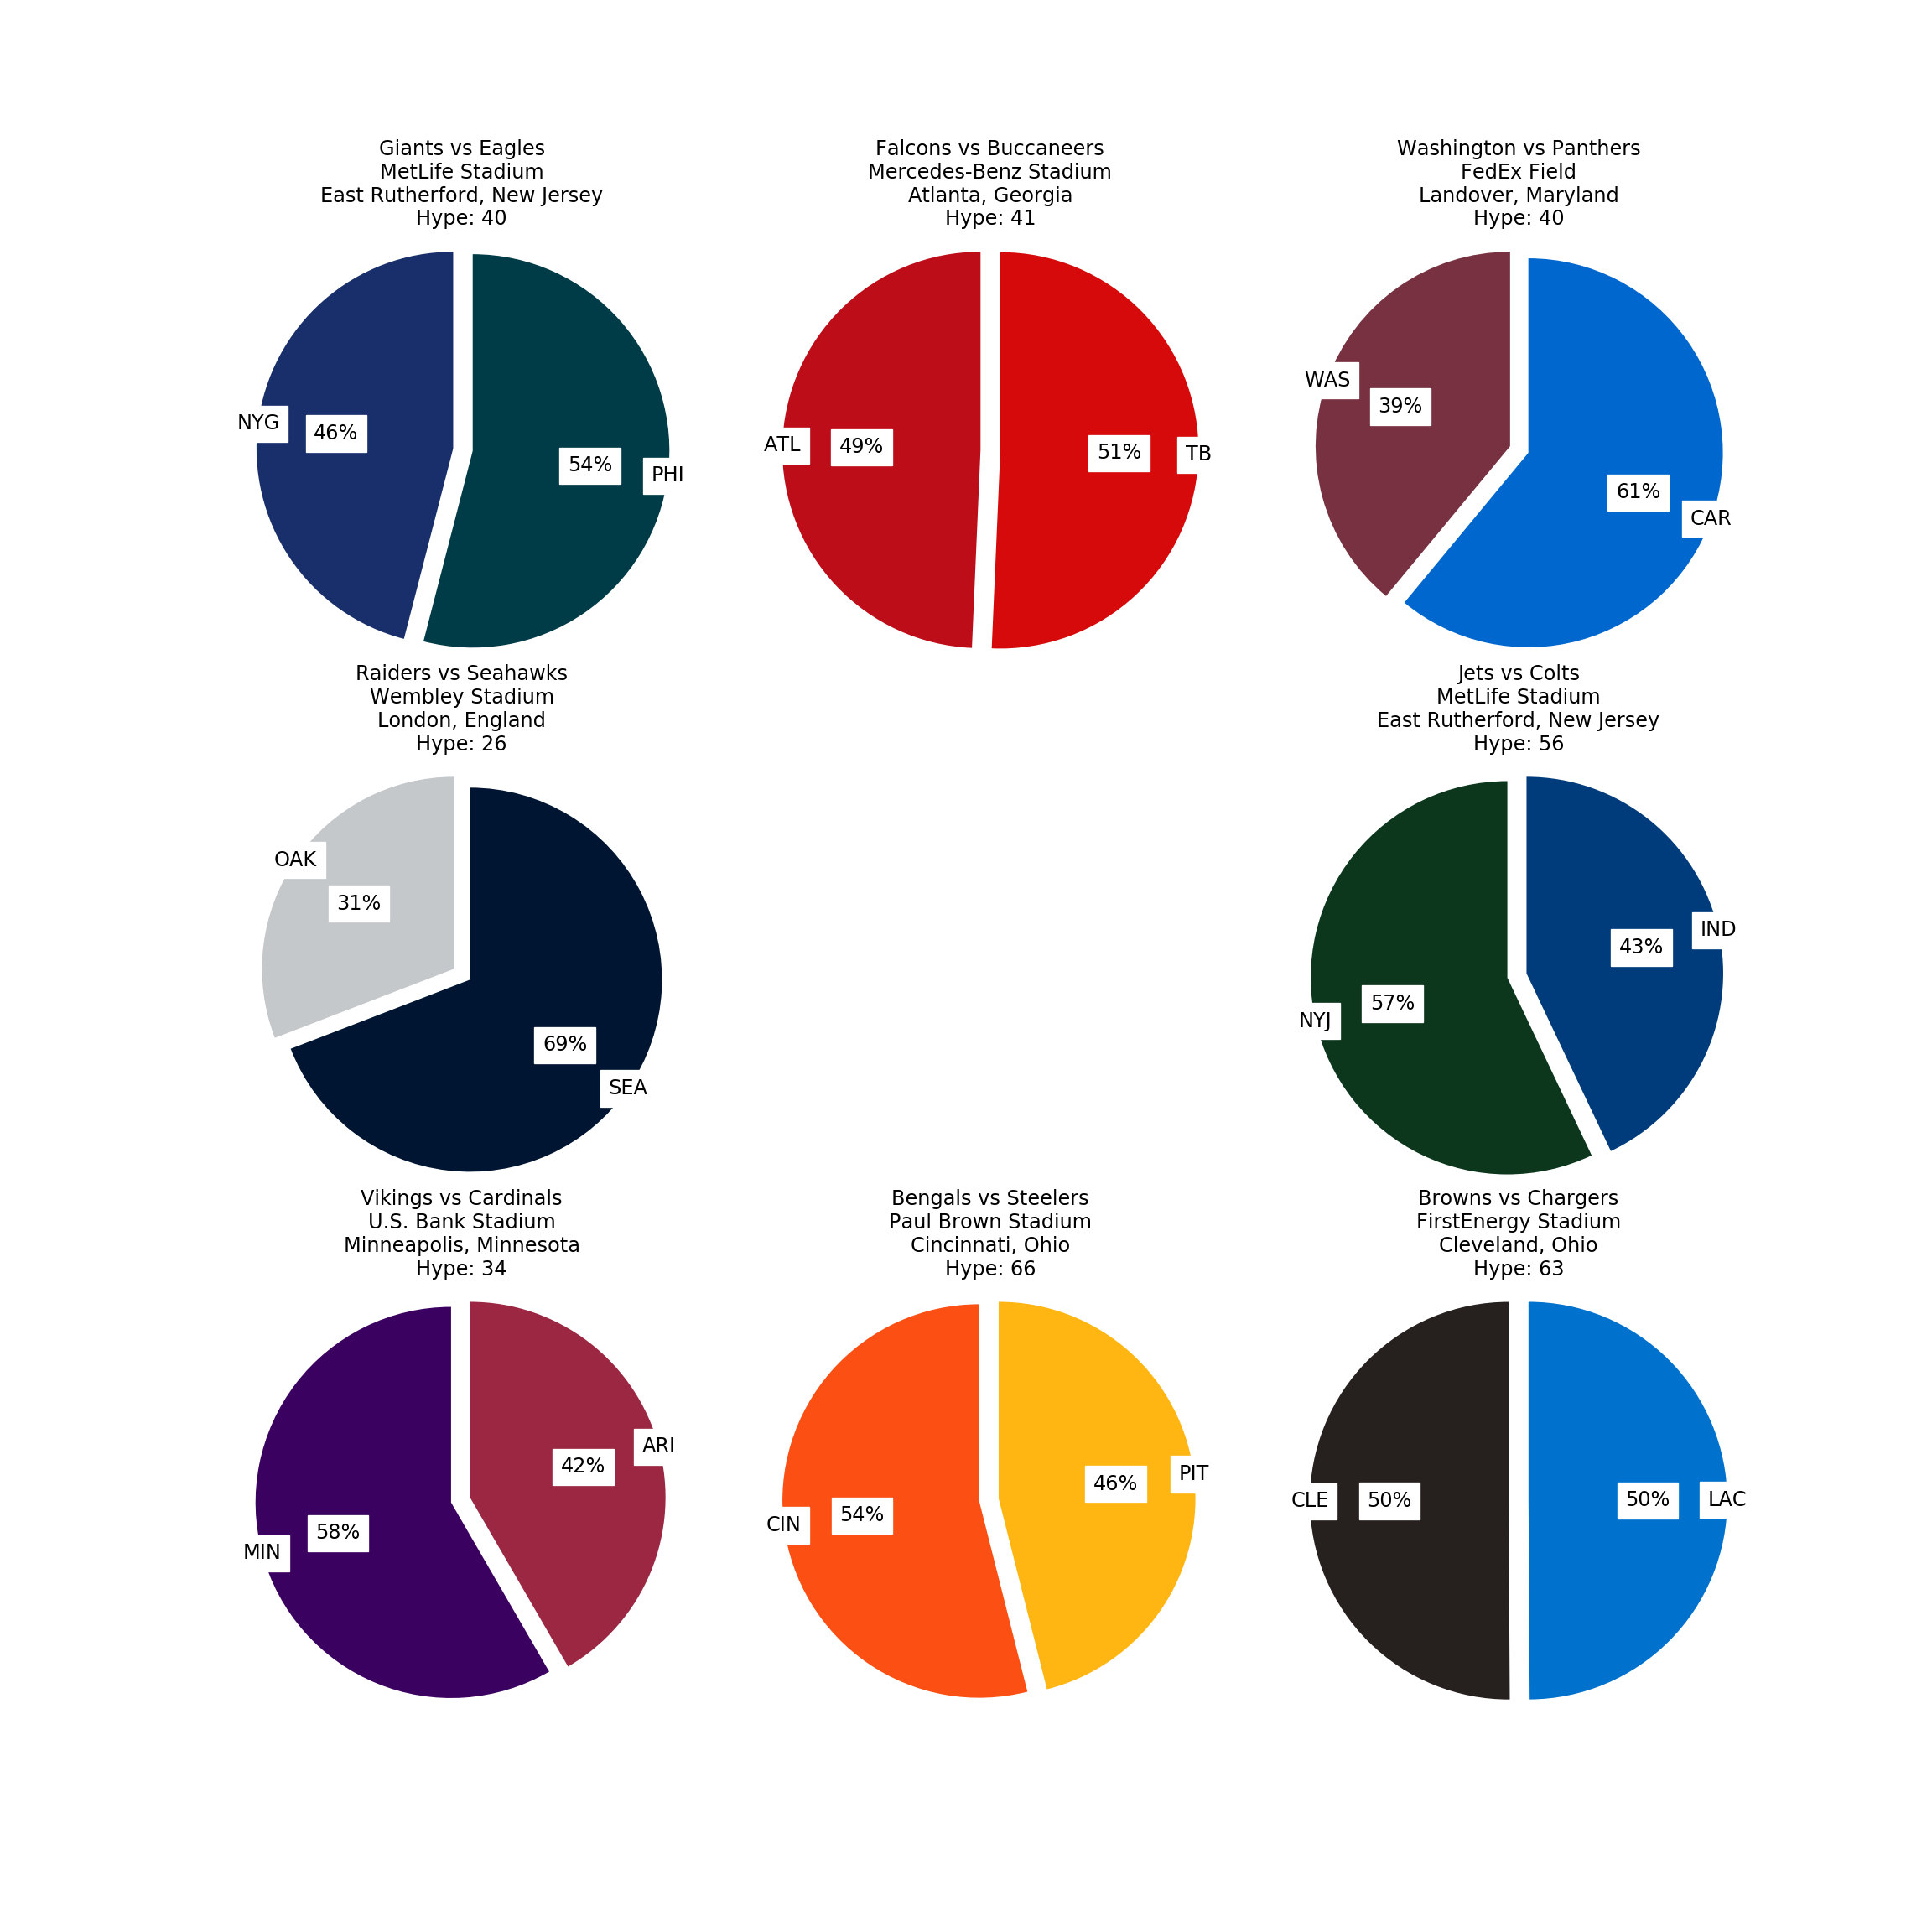 Giants vs Eagles
MetLife Stadium
East Rutherford, New Jersey
Hype: 40
NYG
46%
54%
PHI
Falcons vs Buccaneers
Mercedes-Benz Stadium
Atlanta, Georgia
Hype: 41
ATL
49%
51%
TB
Washington vs Panthers
FedEx Field
Landover, Maryland
Hype: 40
WAS
39%
61%
CAR
Raiders vs Seahawks
Wembley Stadium
London, England
Hype: 26
OAK
31%
69%
SEA
Jets vs Colts
MetLife Stadium
East Rutherford, New Jersey
Hype: 56
IND
43%
57%
NYJ
Vikings vs Cardinals
U.S. Bank Stadium
Minneapolis, Minnesota
Hype: 34
ARI
42%
58%
MIN
Bengals vs Steelers
Paul Brown Stadium
Cincinnati, Ohio
Hype: 66
PIT
46%
54%
CIN
Browns vs Chargers
FirstEnergy Stadium
Cleveland, Ohio
Hype: 63
CLE
50%
50%
LAC